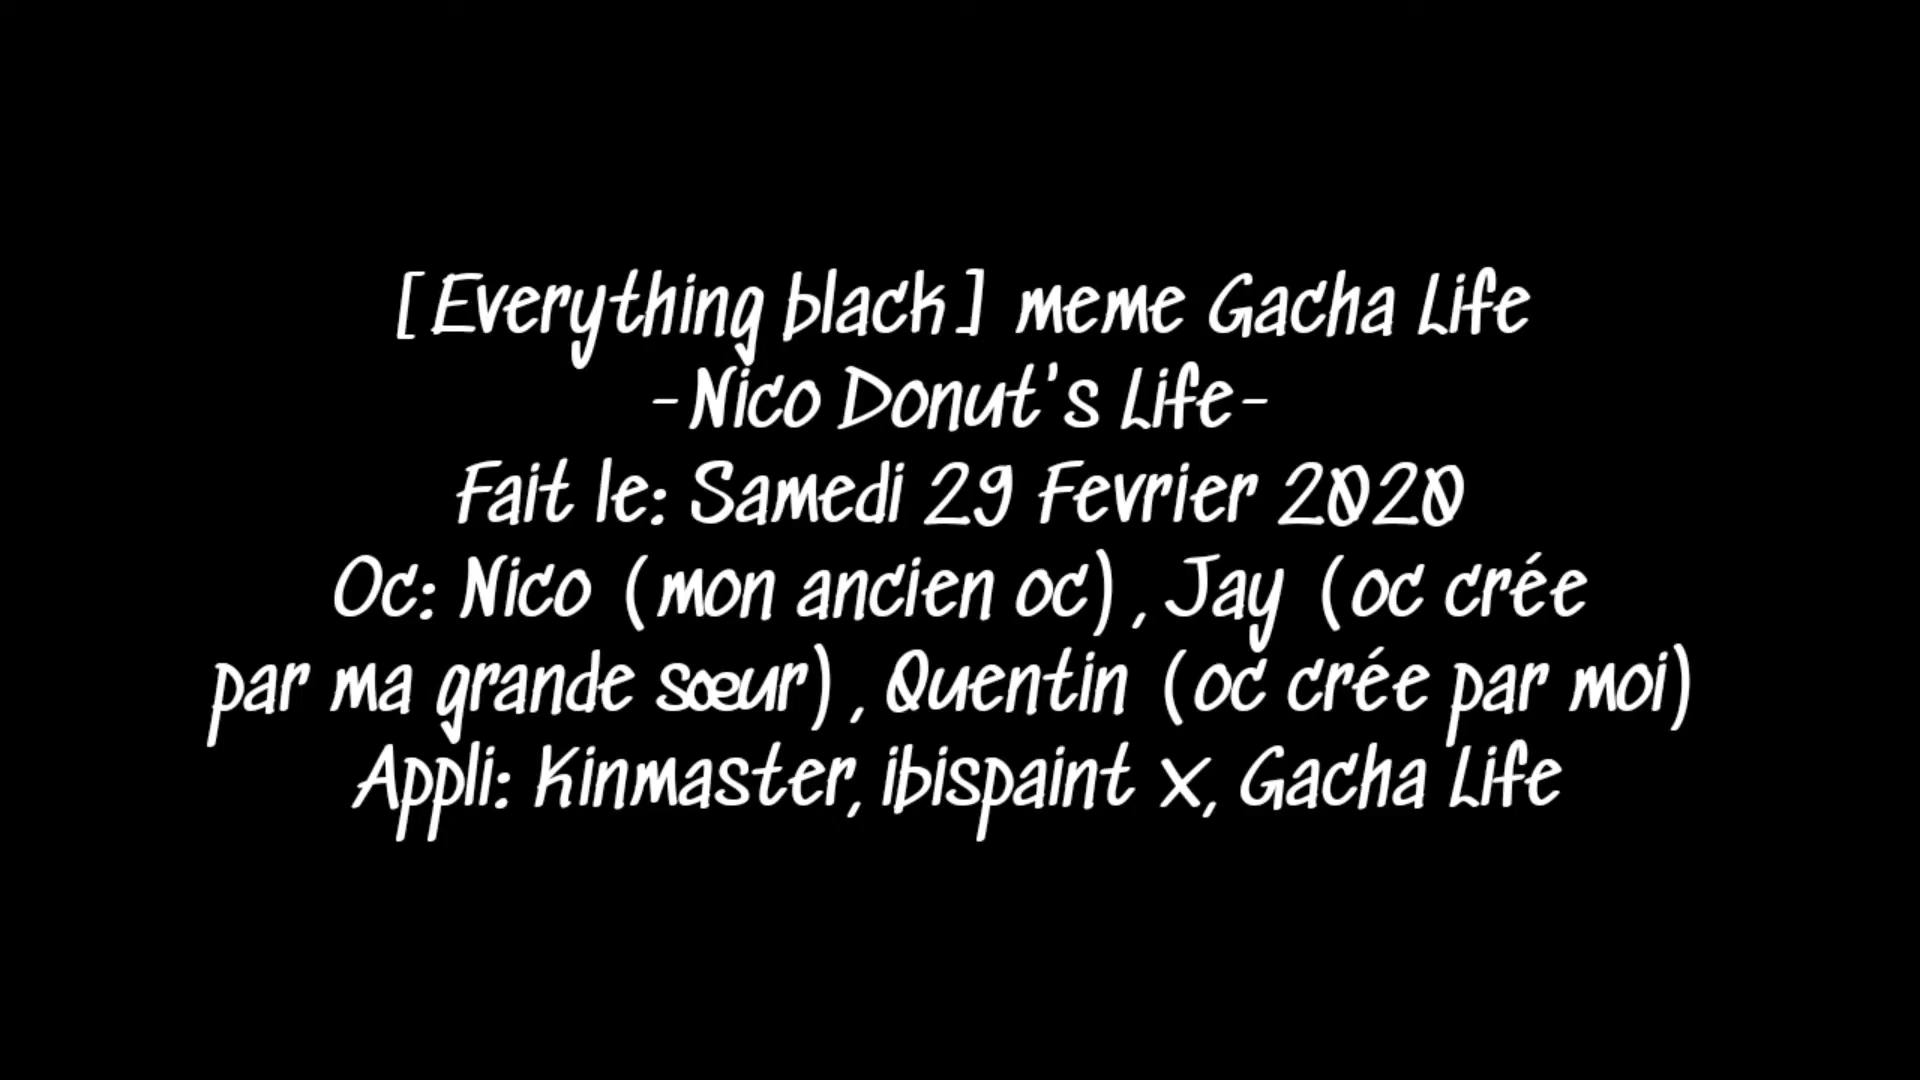 [Everything black] meme Gacha Life
-Nico Donut's Life-
Fait le: Samedi 29 Fevrier 2020
Oc: Nico (mon ancien oc), Jay (oc crée
par ma grande sœur), Quentin (oc crée par moi)
Appli: Kinmaster, ibispaint x, Gacha Life